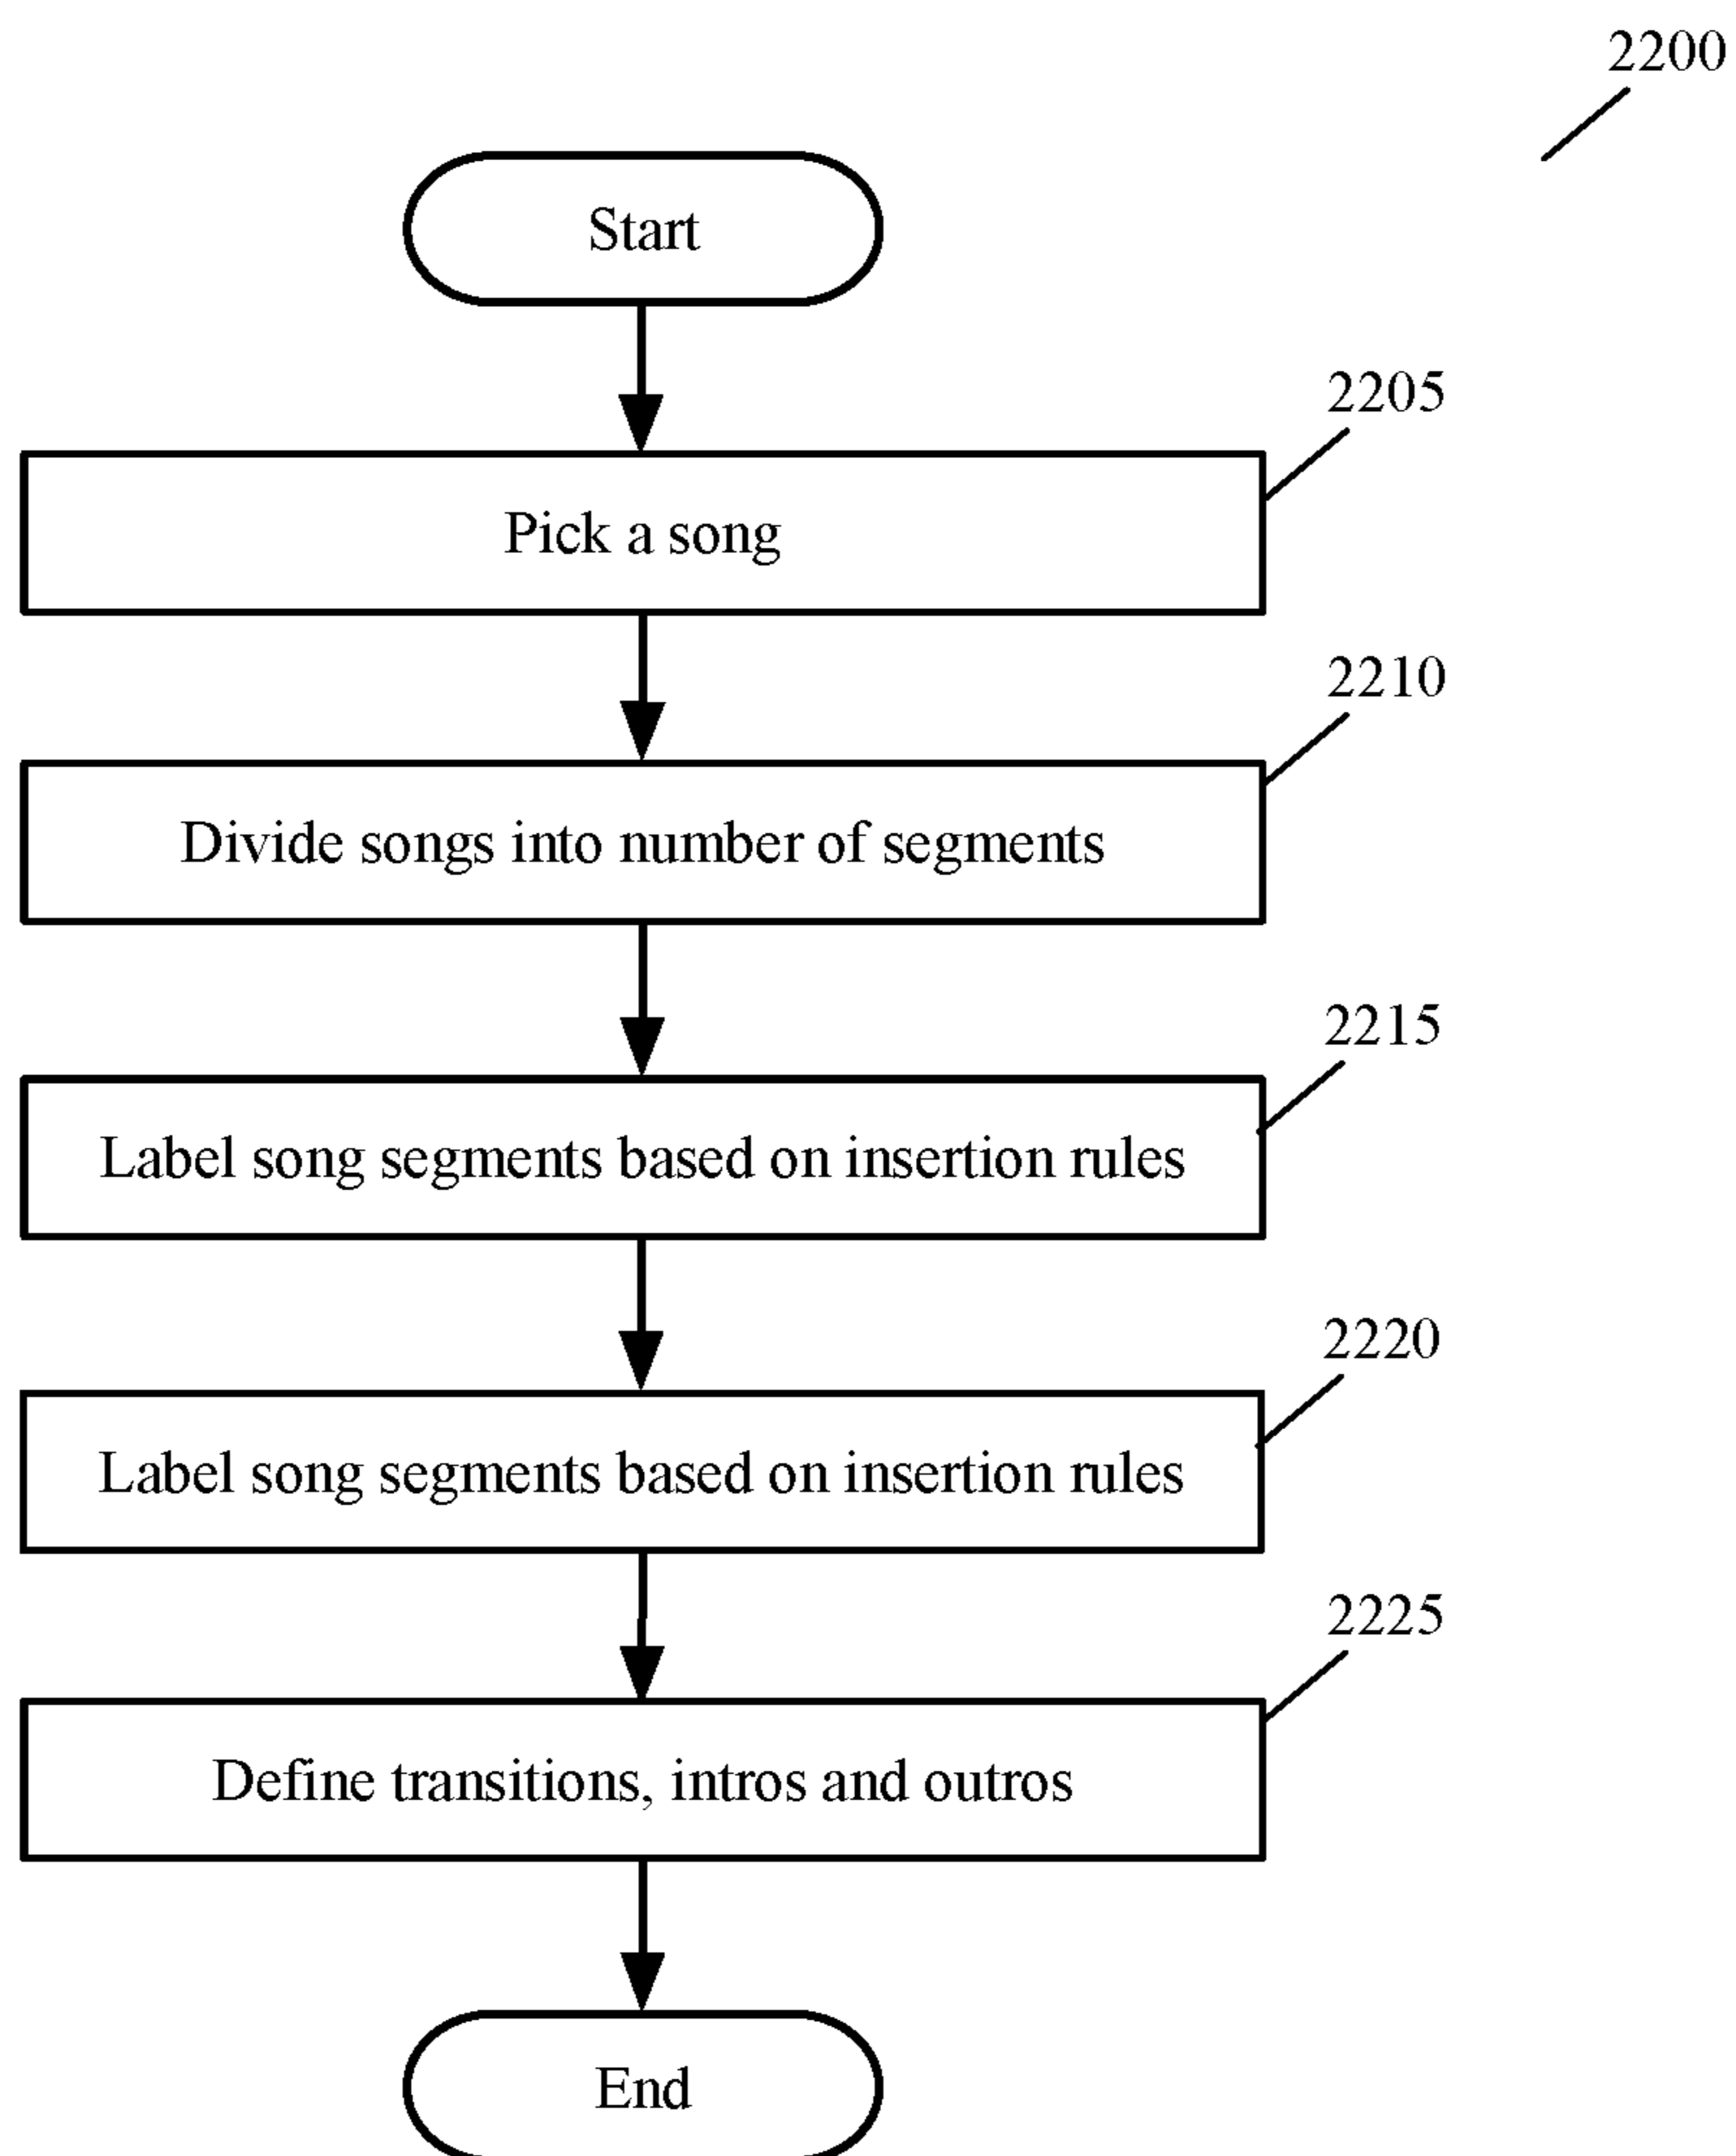 2200
Start
2205
Pick a song
2210
Divide songs into number of segments
2215
Label song segments based on insertion rules
2220
Label song segments based on insertion rules
2225
Define transitions, intros and outros
End